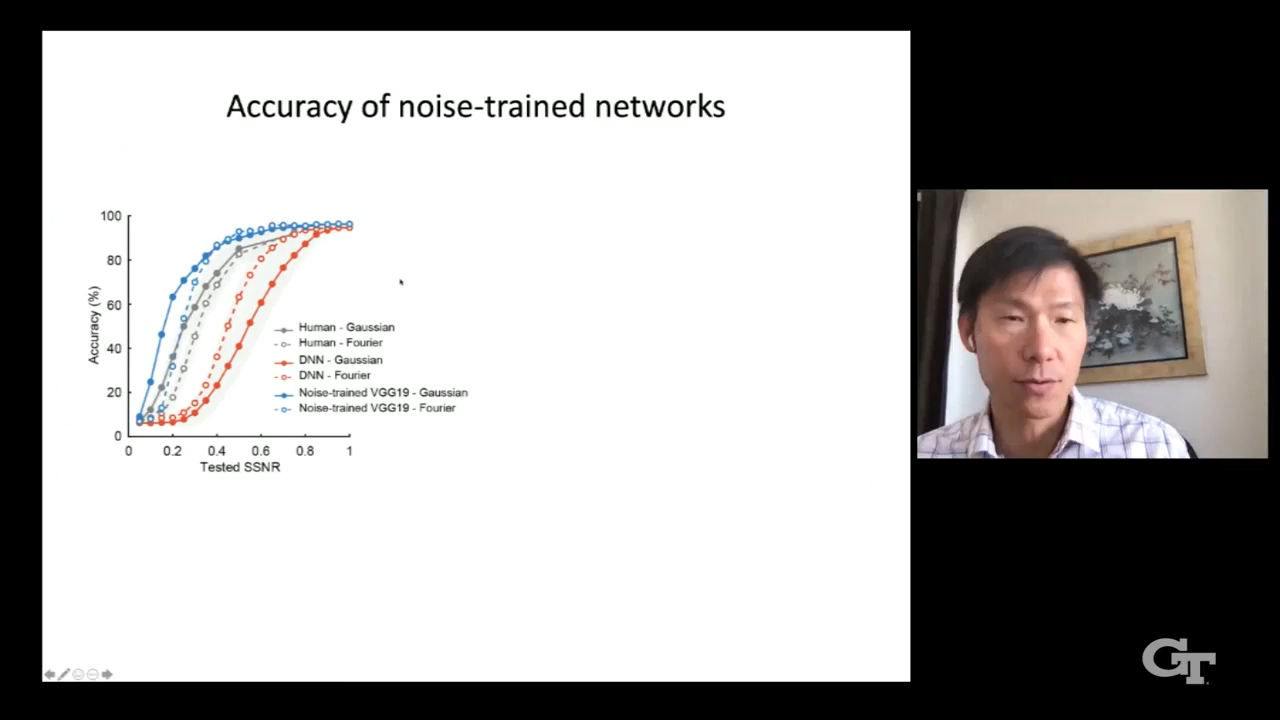 Accuracy of noise-trained networks
100
80
60
40
20
0
Accuracy (%)
0 0.2 0.4 0.6 0.8 1
Tested SSNR
Human - Gaussian
Human - Fourier
DNN - Gaussian
DNN - Fourier
Noise-trained VGG19 - Gaussian
Noise-trained VGG19 - Fourier
GT